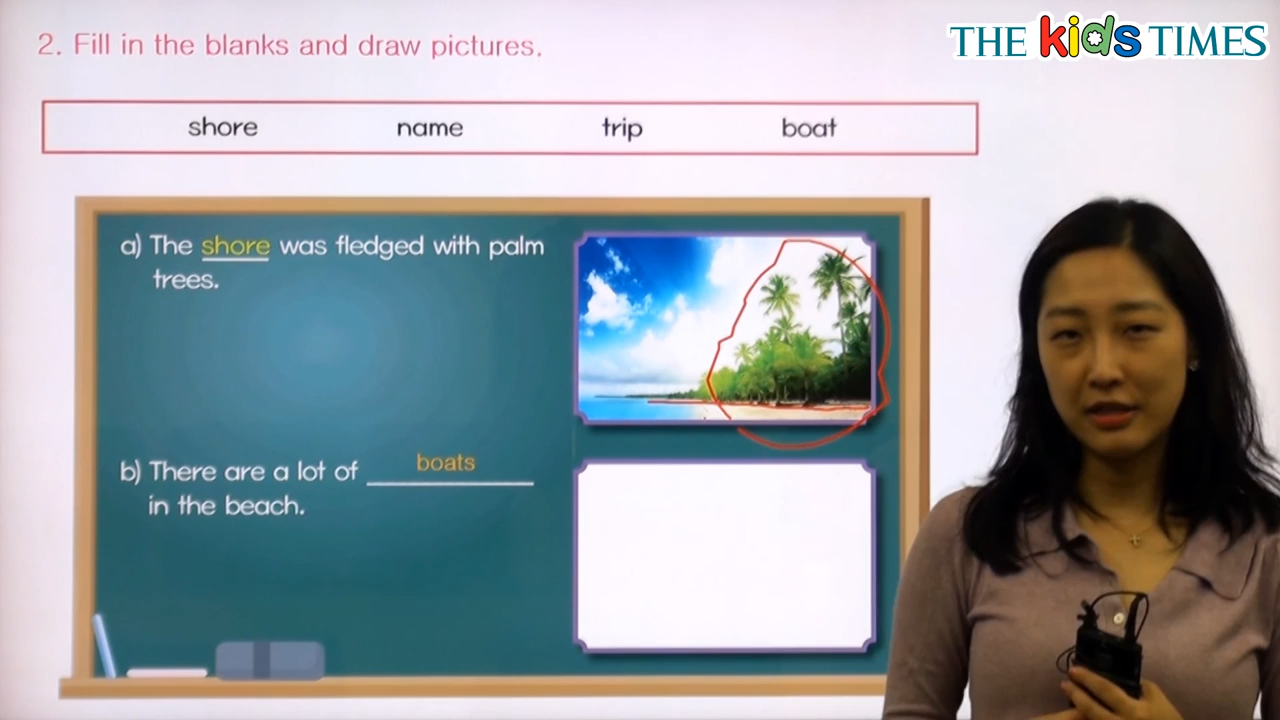 2. Fill in the blanks and draw pictures.
THE kids TIMES
shore name trip boat
a) The shore was fledged with palm
trees.
b) There are a lot of boats
in the beach.